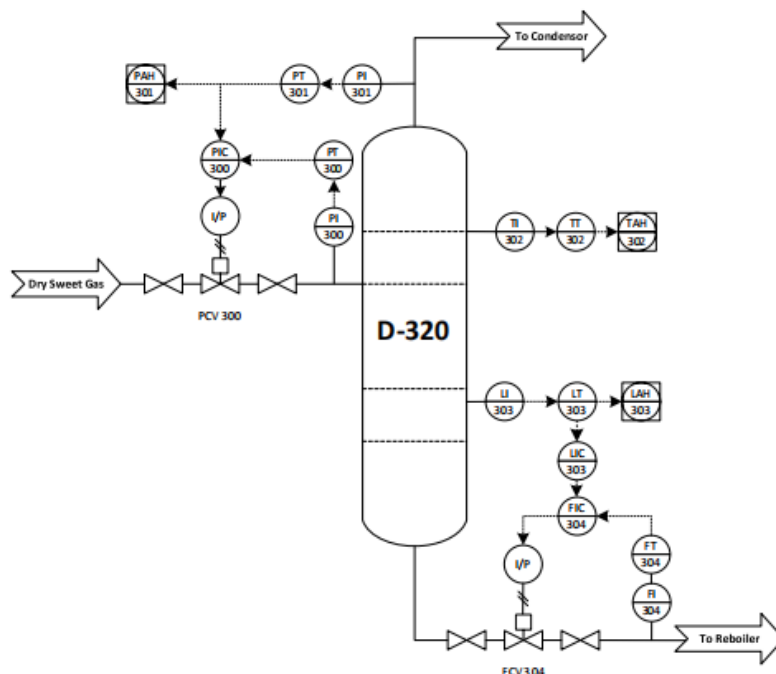 To Condensor
PAH
301
PT
301
PI
301
PIC
300
PT
300
I/P
PI
300
TI
302
TT
302
TAH
302
Dry Sweet Gas
PCV 300
D-320
LI
303
LT
303
LAH
303
LIC
303
FIC
304
FT
304
I/P
FI
304
To Reboiler
FCV304